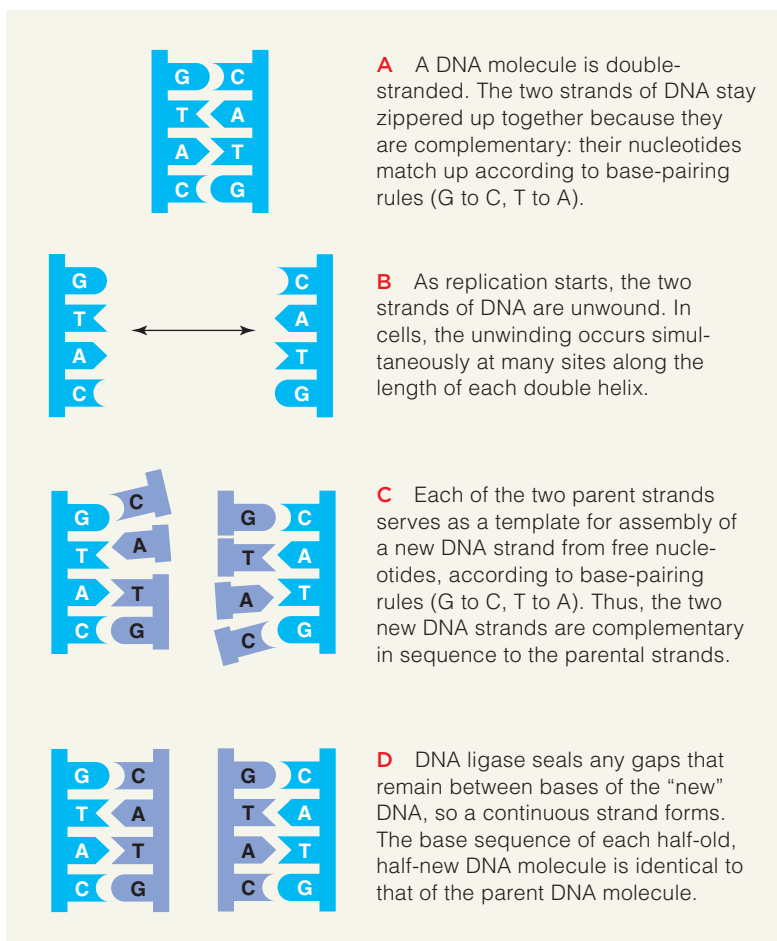 G C
T A
A T
C G
A A DNA molecule is double-
stranded. The two strands of DNA stay
zippered up together because they
are complementary: their nucleotides
match up according to base-pairing
rules (G to C, T to A).
G C
T A
A T
C G
B As replication starts, the two
strands of DNA are unwound. In
cells, the unwinding occurs simul-
taneously at many sites along the
length of each double helix.
G C G C
T A T A
A T A T
C G C G
C Each of the two parent strands
serves as a template for assembly of
a new DNA strand from free nucle-
otides, according to base-pairing
rules (G to C, T to A). Thus, the two
new DNA strands are complementary
in sequence to the parental strands.
G C G C
T A T A
A T A T
C G C G
D DNA ligase seals any gaps that
remain between bases of the “new”
DNA, so a continuous strand forms.
The base sequence of each half-old,
half-new DNA molecule is identical to
that of the parent DNA molecule.